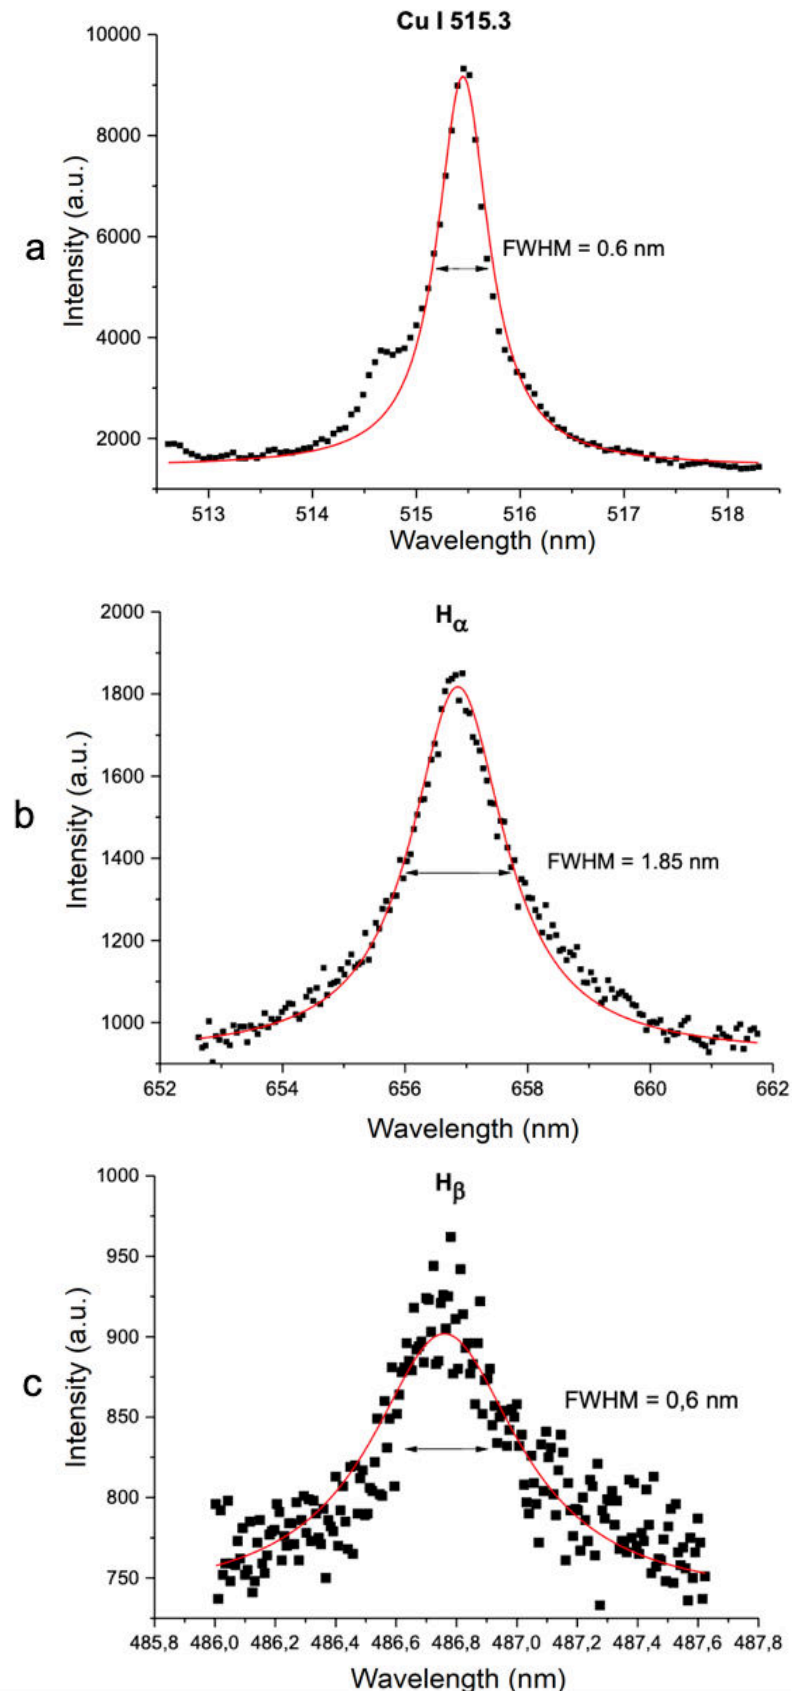 Cu I 515.3
10000
8000
6000
4000
2000
Intensity (a.u.)
a
FWHM = 0.6 nm
513 514 515 516 517 518
Wavelength (nm)
Hα
2000
1800
1600
1400
1200
1000
Intensity (a.u.)
b
FWHM = 1.85 nm
652 654 656 658 660 662
Wavelength (nm)
Hβ
1000
950
900
850
800
750
Intensity (a.u.)
c
FWHM = 0,6 nm
485,8 486,0 486,2 486,4 486,6 486,8 487,0 487,2 487,4 487,6 487,8
Wavelength (nm)